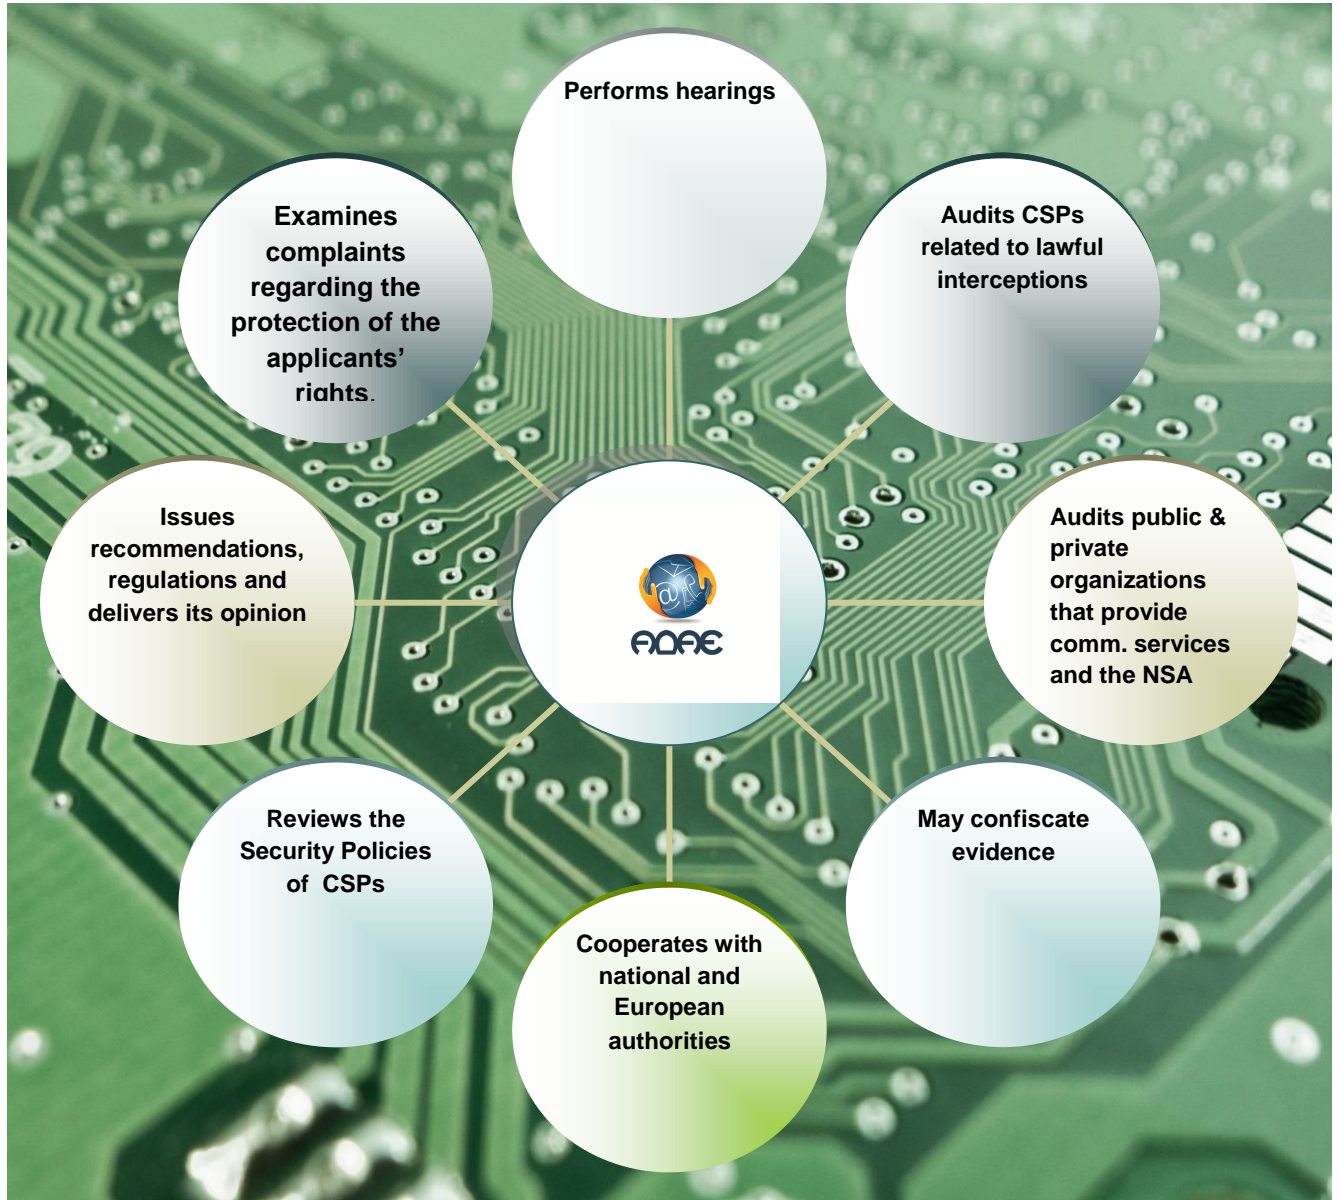 Performs hearings
Audits CSPs
related to lawful
interceptions
Audits public &
private
organizations
that provide
comm. services
and the NSA
May confiscate
evidence
Cooperates with
national and
European
authorities
Reviews the
Security Policies
of CSPs
Issues
recommendations,
regulations and
delivers its opinion
Examines
complaints
regarding the
protection of the
applicants’
rights.
@
ΑΔΑΕ